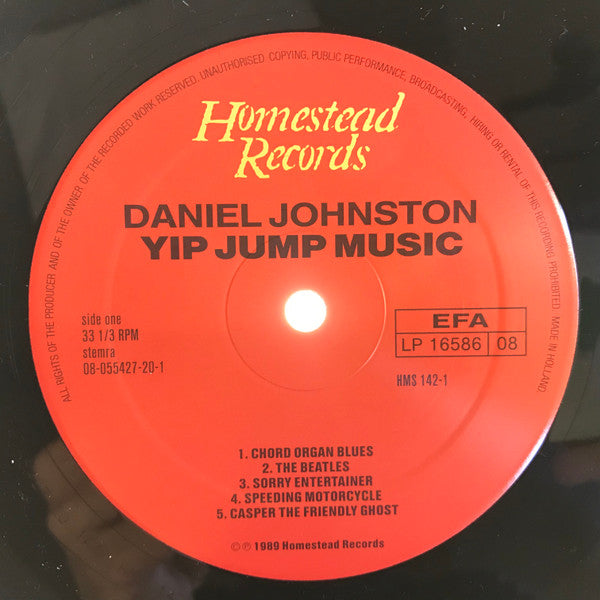 ALL RIGHTS OF THE PRODUCER AND OF THE OWNER OF THE RECORDED WORK RESERVED. UNAUTHORISED COPYING, PUBLIC PERFORMANCE, BROADCASTING, HIRING OR RENTAL OF THIS RECORDING PROHIBITED. MADE IN HOLLAND.
Homestead
Records
DANIEL JOHNSTON
YIP JUMP MUSIC
side one
33 1/3 RPM
stemra
08-055427-20-1
EFA
LP 16586 08
HMS 142-1
1. CHORD ORGAN BLUES
2. THE BEATLES
3. SORRY ENTERTAINER
4. SPEEDING MOTORCYCLE
5. CASPER THE FRIENDLY GHOST
©℗ 1989 Homestead Records